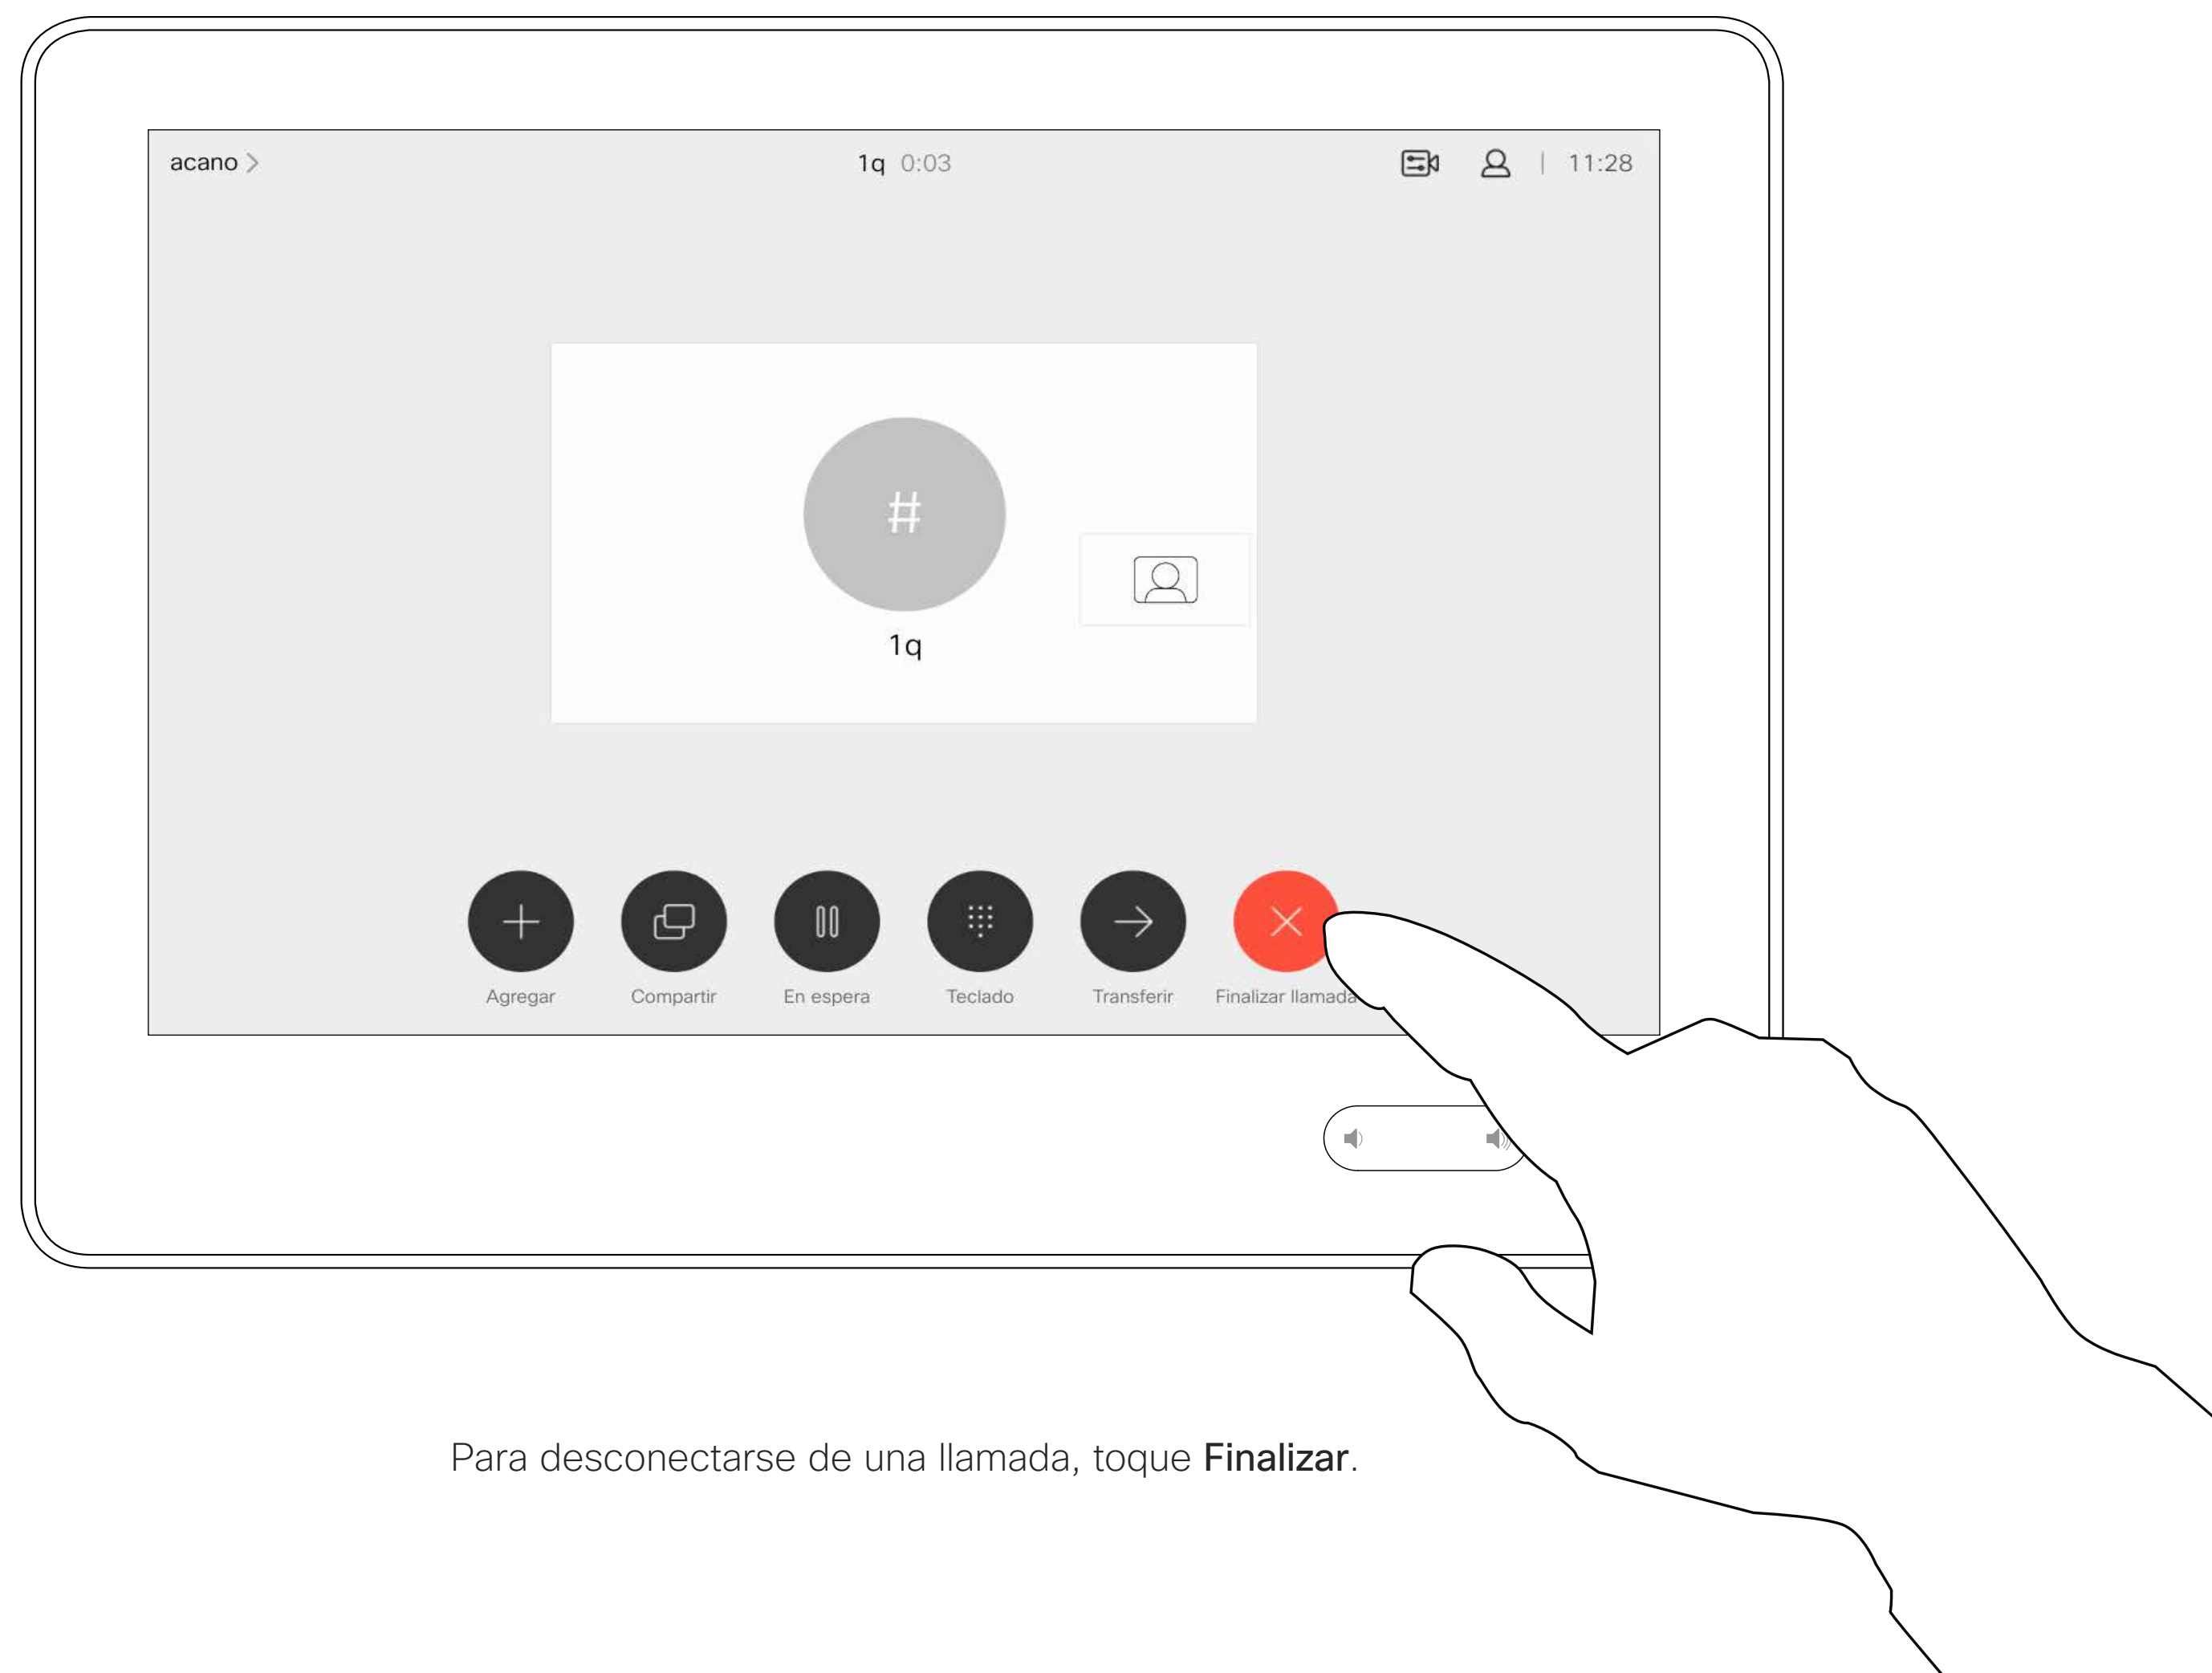 acano
1q 0:03
11:28
#
1q
Agregar
Compartir
En espera
Teclado
Transferir
Finalizar llamada
Para desconectarse de una llamada, toque Finalizar.